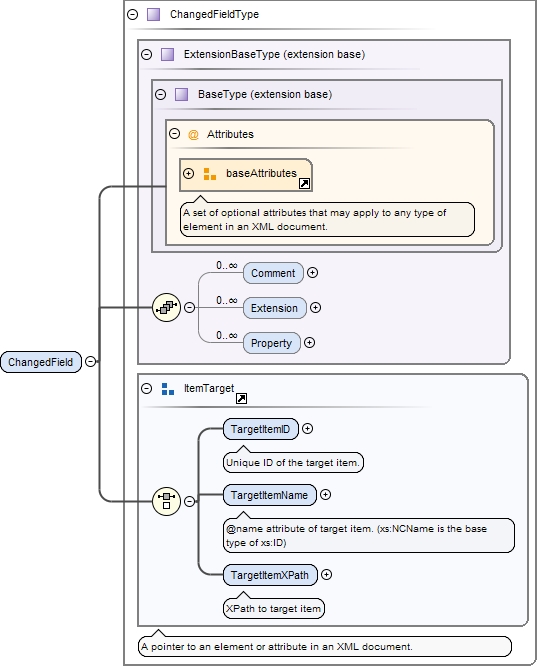 ChangedFieldType
ExtensionBaseType (extension base)
BaseType (extension base)
@ Attributes
baseAttributes
A set of optional attributes that may apply to any type of
element in an XML document.
0..∞
Comment
0..∞
Extension
0..∞
Property
ChangedField
ItemTarget
TargetItemID
Unique ID of the target item.
TargetItemName
@name attribute of target item. (xs:NCName is the base
type of xs:ID)
TargetItemXPath
XPath to target item
A pointer to an element or attribute in an XML document.